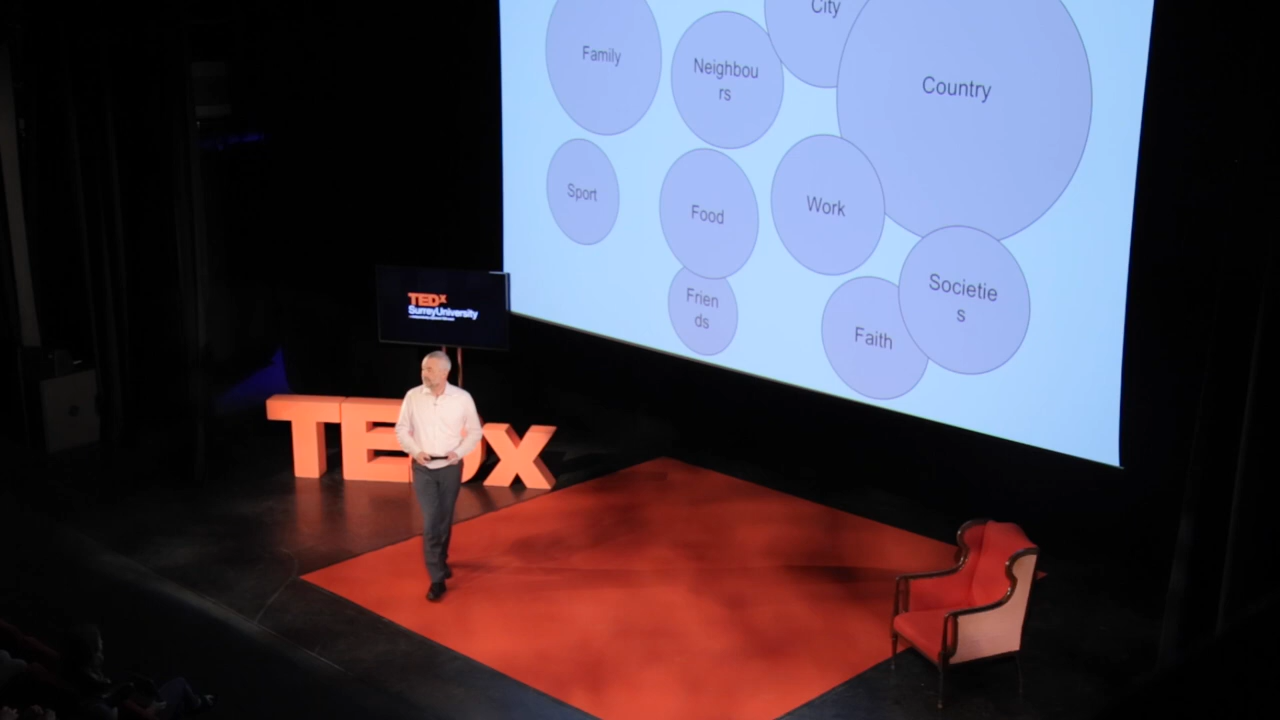 City
Family
Neighbou
rs
Country
Sport
Food
Work
Frien
ds
Societie
s
Faith
TEDx
SurreyUniversity
TEDx